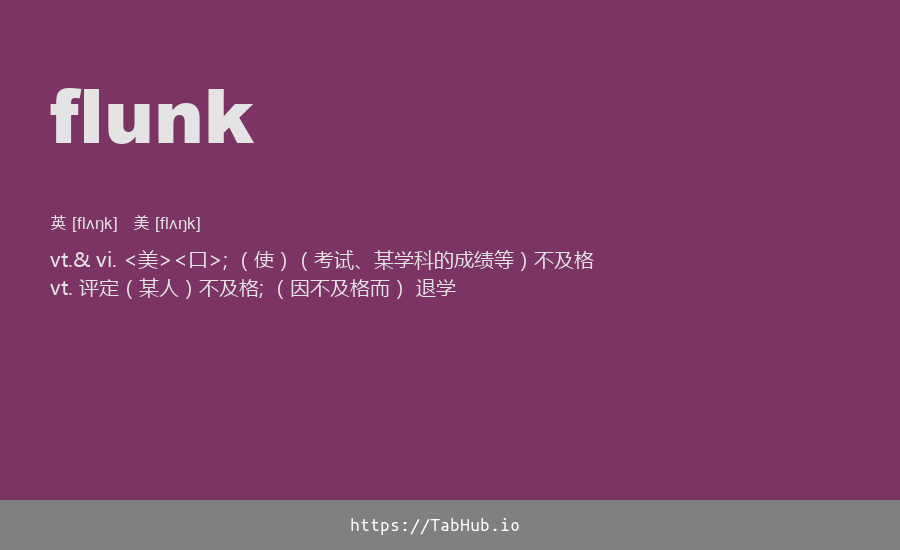 flunk
英 [flʌŋk] 美 [flʌŋk]
vt.& vi. <美><口>; （使）（考试、某学科的成绩等）不及格
vt. 评定（某人）不及格; （因不及格而） 退学
https://TabHub.io